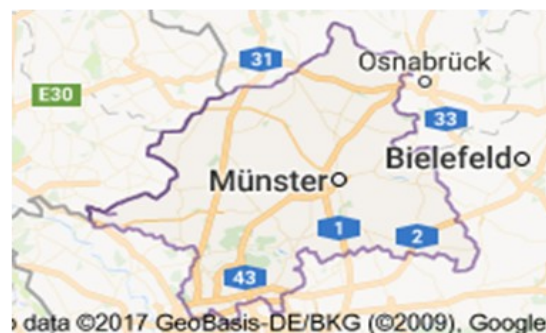 31
Osnabrück
E30
33
Bielefeld
Münster
1
2
43
data ©2017 GeoBasis-DE/BKG (©2009), Google